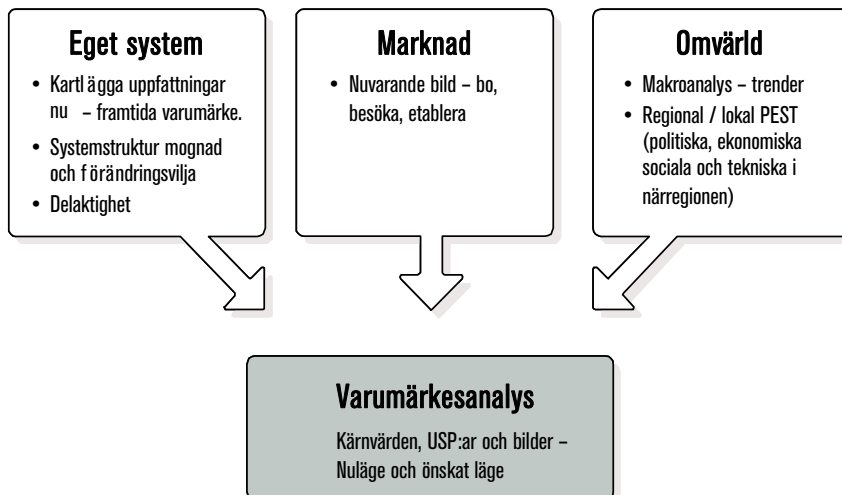 Eget system
• Kartlägga uppfattningar
nu – framtida varumärke.
• Systemstruktur mognad
och förändringsvilja
• Delaktighet
Marknad
• Nuvarande bild – bo,
besöka, etablera
Omvärld
• Makroanalys – trender
• Regional / lokal PEST
(politiska, ekonomiska
sociala och tekniska i
närregionen)
Varumärkesanalys
Kärnvärden, USP:ar och bilder –
Nuläge och önskat läge